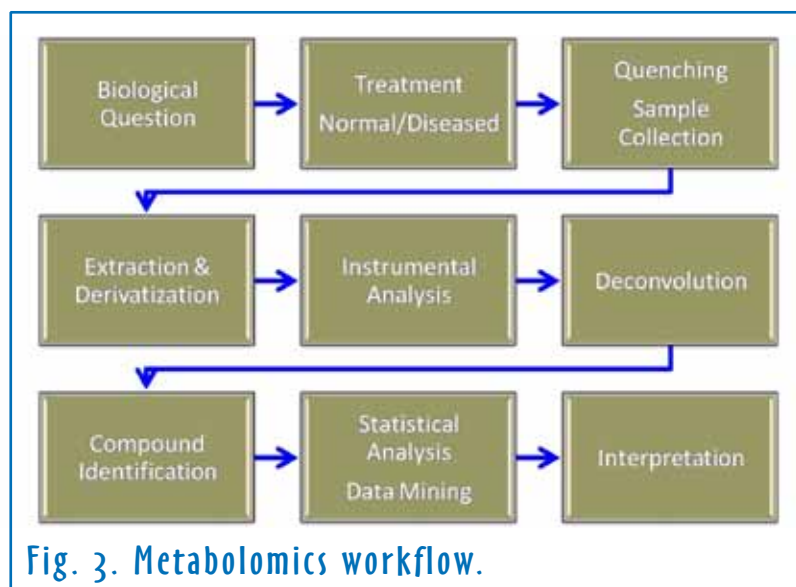 Biological
Question
Treatment
Normal/Diseased
Quenching
Sample
Collection
Extraction &
Derivatization
Instrumental
Analysis
Deconvolution
Compound
Identification
Statistical
Analysis
Data Mining
Interpretation
Fig. 3. Metabolomics workflow.